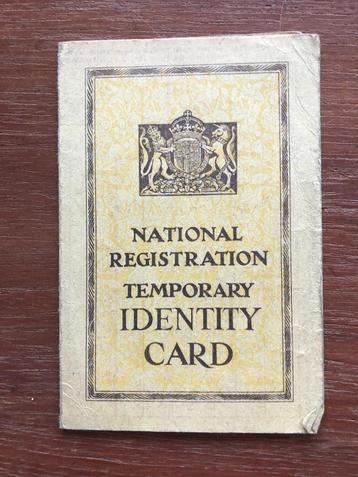 NATIONAL
REGISTRATION
TEMPORARY
IDENTITY
CARD